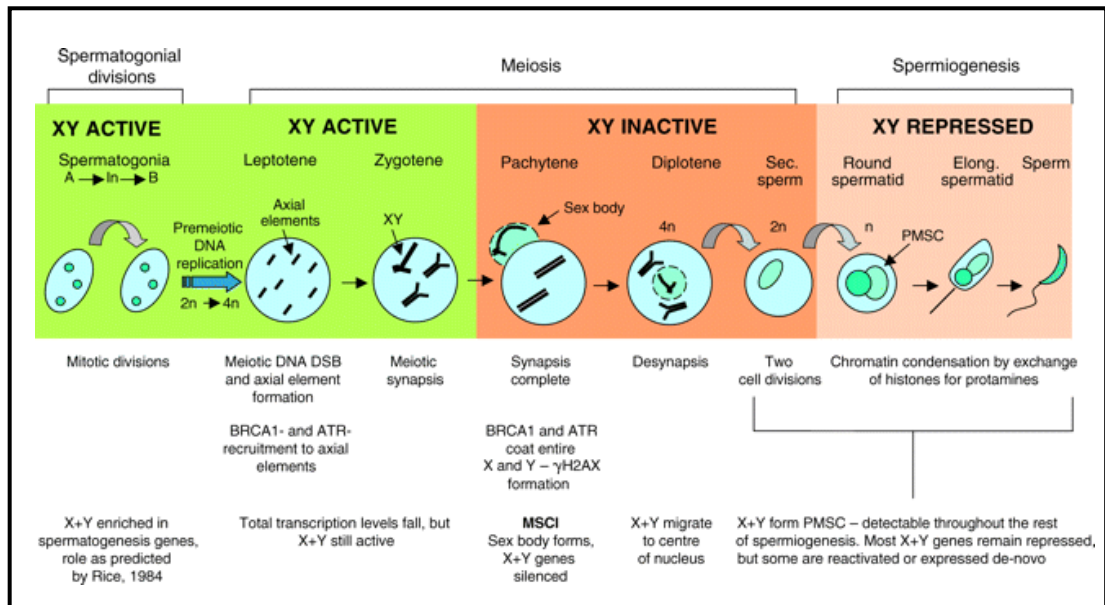 Spermatogonial
divisions
Meiosis
Spermiogenesis
XY ACTIVE
XY ACTIVE
XY INACTIVE
XY REPRESSED
Spermatogonia
A → In → B
Leptotene
Zygotene
Pachytene
Diplotene
Sec.
sperm
Round
spermatid
Elong.
spermatid
Sperm
Premeiotic
DNA
replication
2n → 4n
Axial
elements
XY
Sex body
4n
2n
n
PMSC
Mitotic divisions
Meiotic DNA DSB
and axial element
formation
Meiotic
synapsis
Synapsis
complete
Desynapsis
Two
cell divisions
Chromatin condensation by exchange
of histones for protamines
BRCA1- and ATR-
recruitment to axial
elements
BRCA1 and ATR
coat entire
X and Y – γH2AX
formation
X+Y enriched in
spermatogenesis genes,
role as predicted
by Rice, 1984
Total transcription levels fall, but
X+Y still active
MSCI
Sex body forms,
X+Y genes
silenced
X+Y migrate
to centre
of nucleus
X+Y form PMSC – detectable throughout the rest
of spermiogenesis. Most X+Y genes remain repressed,
but some are reactivated or expressed de-novo